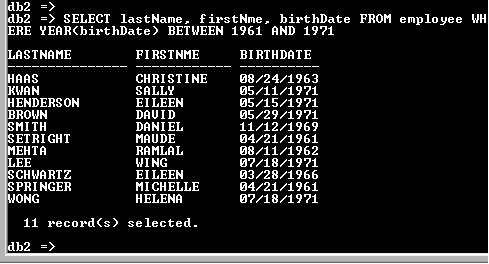 db2 =>
db2 => SELECT lastName, firstNme, birthDate FROM employee WH
ERE YEAR(birthDate) BETWEEN 1961 AND 1971

LASTNAME        FIRSTNME     BIRTHDATE
--------------- ------------ ----------
HAAS            CHRISTINE    08/24/1963
KWAN            SALLY        05/11/1971
HENDERSON       EILEEN       05/15/1971
BROWN           DAVID        05/29/1971
SMITH           DANIEL       11/12/1969
SETRIGHT        MAUDE        04/21/1961
MEHTA           RAMLAL       08/11/1962
LEE             WING         07/18/1971
SCHWARTZ        EILEEN       03/28/1966
SPRINGER        MICHELLE     04/21/1961
WONG            HELENA       07/18/1971

  11 record(s) selected.

db2 =>